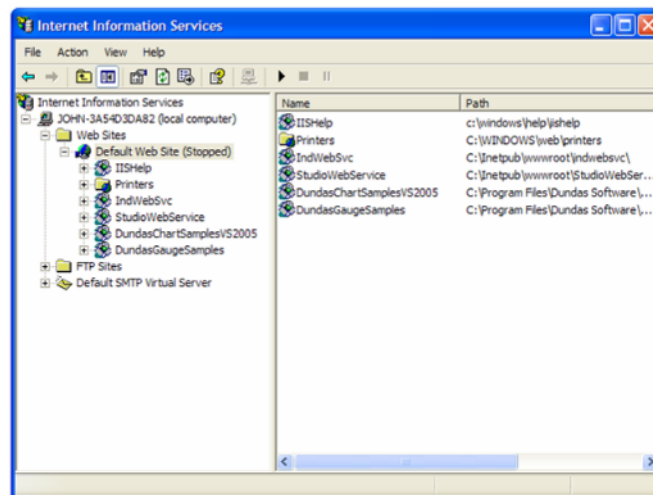 Internet Information Services
File Action View Help
Internet Information Services
JOHN-3A54D3DA82 (local computer)
Web Sites
Default Web Site (Stopped)
IISHelp
Printers
IndWebSvc
StudioWebService
DundasChartSamplesVS2005
DundasGaugeSamples
FTP Sites
Default SMTP Virtual Server
Name Path
IISHelp c:\windows\help\iishelp
Printers C:\WINDOWS\web\printers
IndWebSvc C:\Inetpub\wwwroot\indwebsvc\
StudioWebService C:\Inetpub\wwwroot\StudioWebSer...
DundasChartSamplesVS2005 C:\Program Files\Dundas Software\...
DundasGaugeSamples C:\Program Files\Dundas Software\...